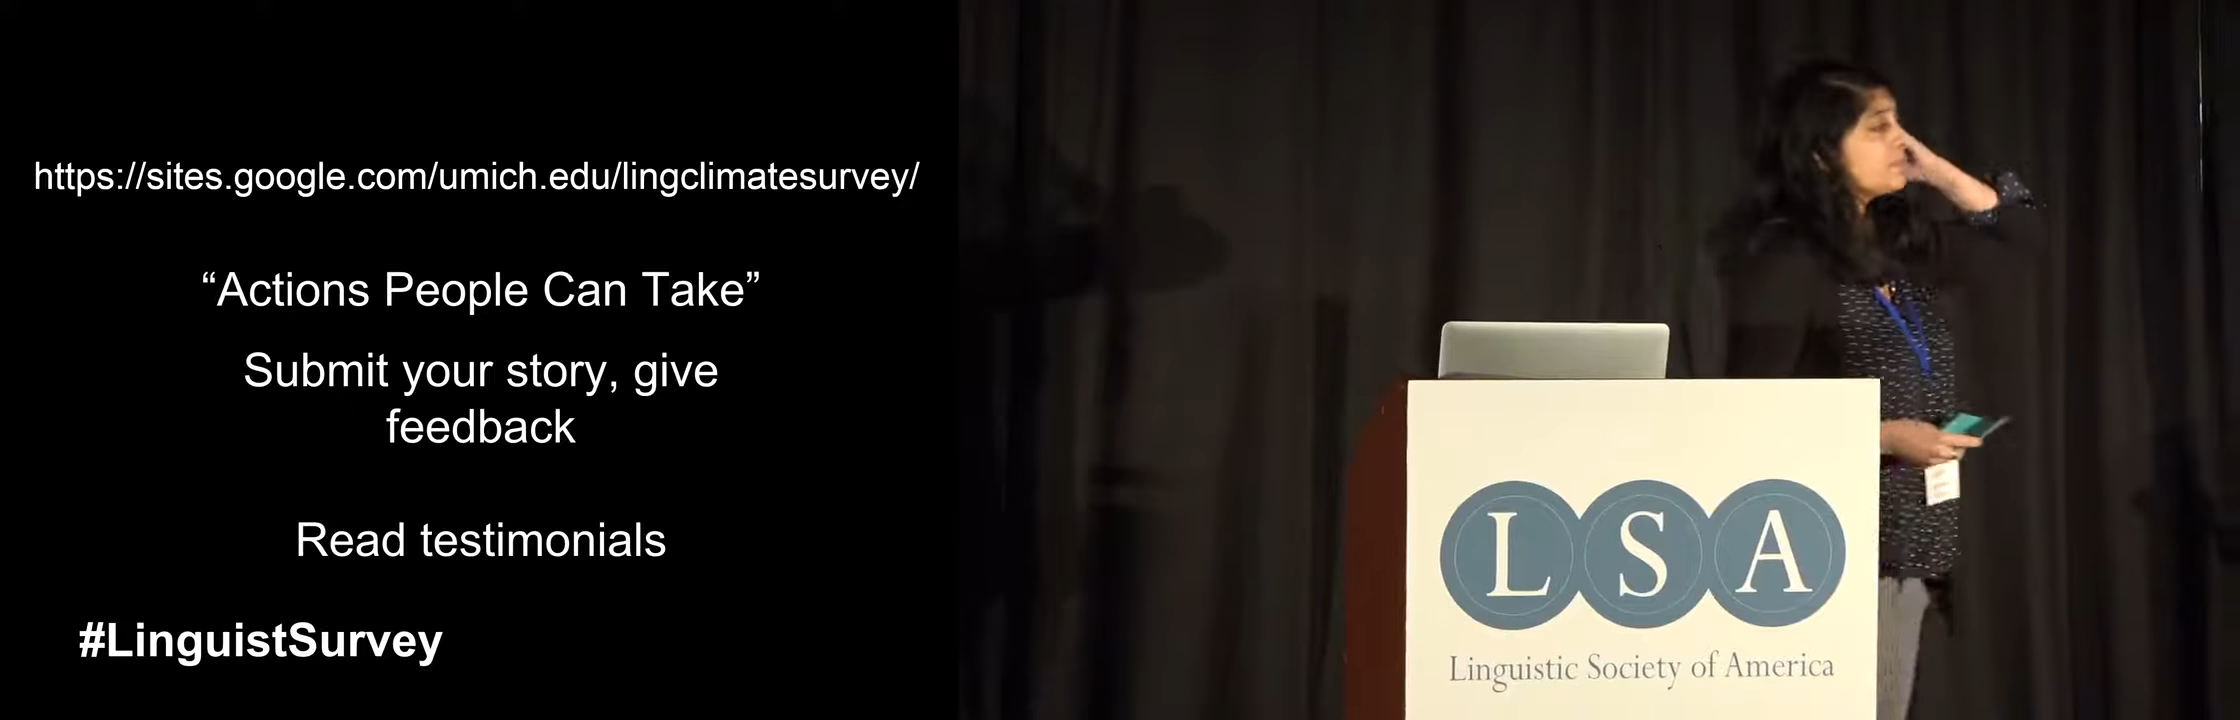 https://sites.google.com/umich.edu/lingclimatesurvey/
“Actions People Can Take”
Submit your story, give
feedback
Read testimonials
#LinguistSurvey
L S A
Linguistic Society of America